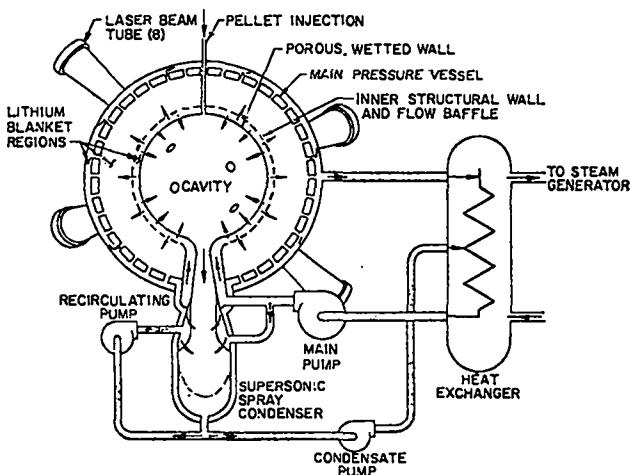 LASER BEAM
TUBE (8)
PELLET INJECTION
POROUS, WETTED WALL
MAIN PRESSURE VESSEL
INNER STRUCTURAL WALL
AND FLOW BAFFLE
LITHIUM
BLANKET
REGIONS
CAVITY
TO STEAM
GENERATOR
RECIRCULATING
PUMP
MAIN
PUMP
HEAT
EXCHANGER
SUPERSONIC
SPRAY
CONDENSER
CONDENSATE
PUMP